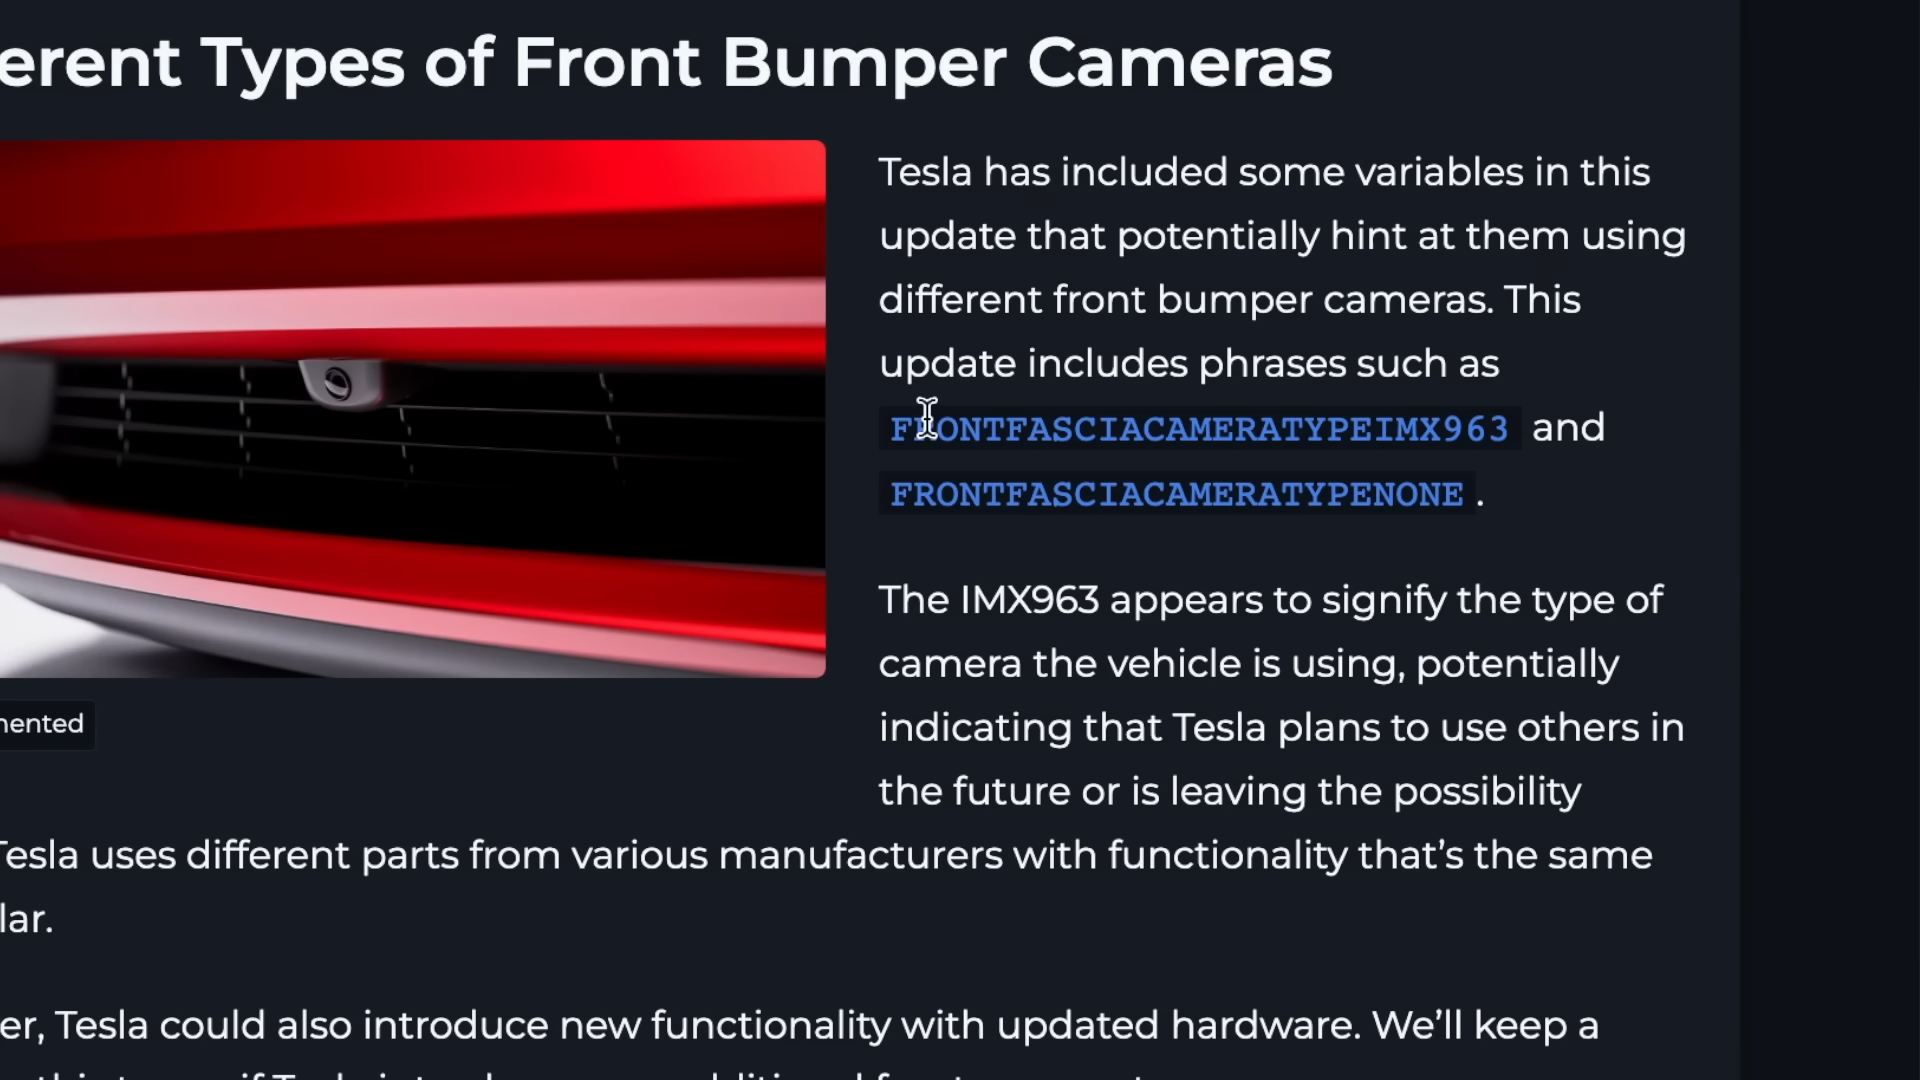 erent Types of Front Bumper Cameras
Tesla has included some variables in this
update that potentially hint at them using
different front bumper cameras. This
update includes phrases such as
FRONTFASCIACAMERATYPEIMX963 and
FRONTFASCIACAMERATYPENONE.
The IMX963 appears to signify the type of
camera the vehicle is using, potentially
indicating that Tesla plans to use others in
the future or is leaving the possibility
mented
Tesla uses different parts from various manufacturers with functionality that’s the same
lar.
er, Tesla could also introduce new functionality with updated hardware. We’ll keep a